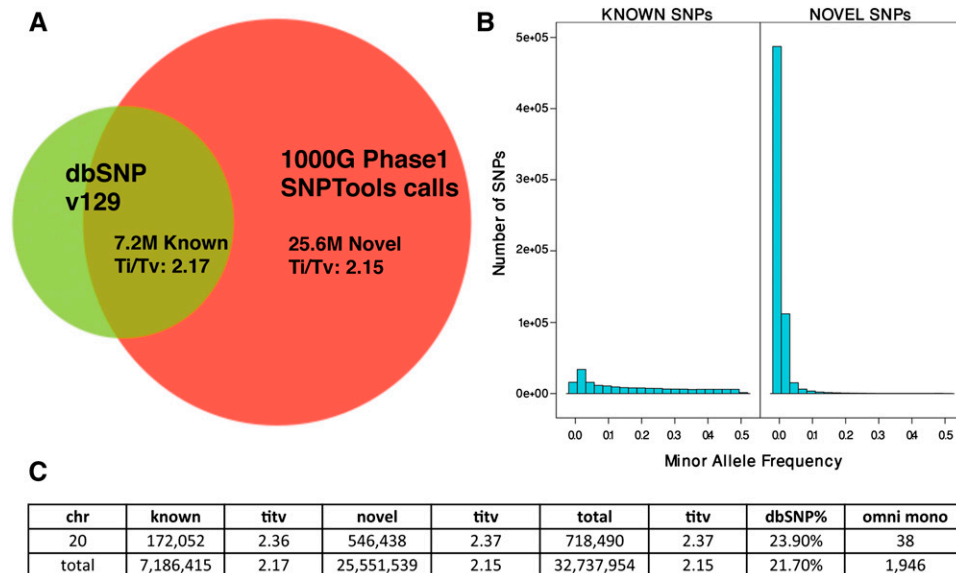 A
dbSNP
v129
7.2M Known
Ti/Tv: 2.17
1000G Phase1
SNPTools calls
25.6M Novel
Ti/Tv: 2.15
B
KNOWN SNPs
NOVEL SNPs
Number of SNPs
5e+05
4e+05
3e+05
2e+05
1e+05
0e+00
0.0 0.1 0.2 0.3 0.4 0.5
0.0 0.1 0.2 0.3 0.4 0.5
Minor Allele Frequency
C
chr known titv novel titv total titv dbSNP% omni mono
20 172,052 2.36 546,438 2.37 718,490 2.37 23.90% 38
total 7,186,415 2.17 25,551,539 2.15 32,737,954 2.15 21.70% 1,946